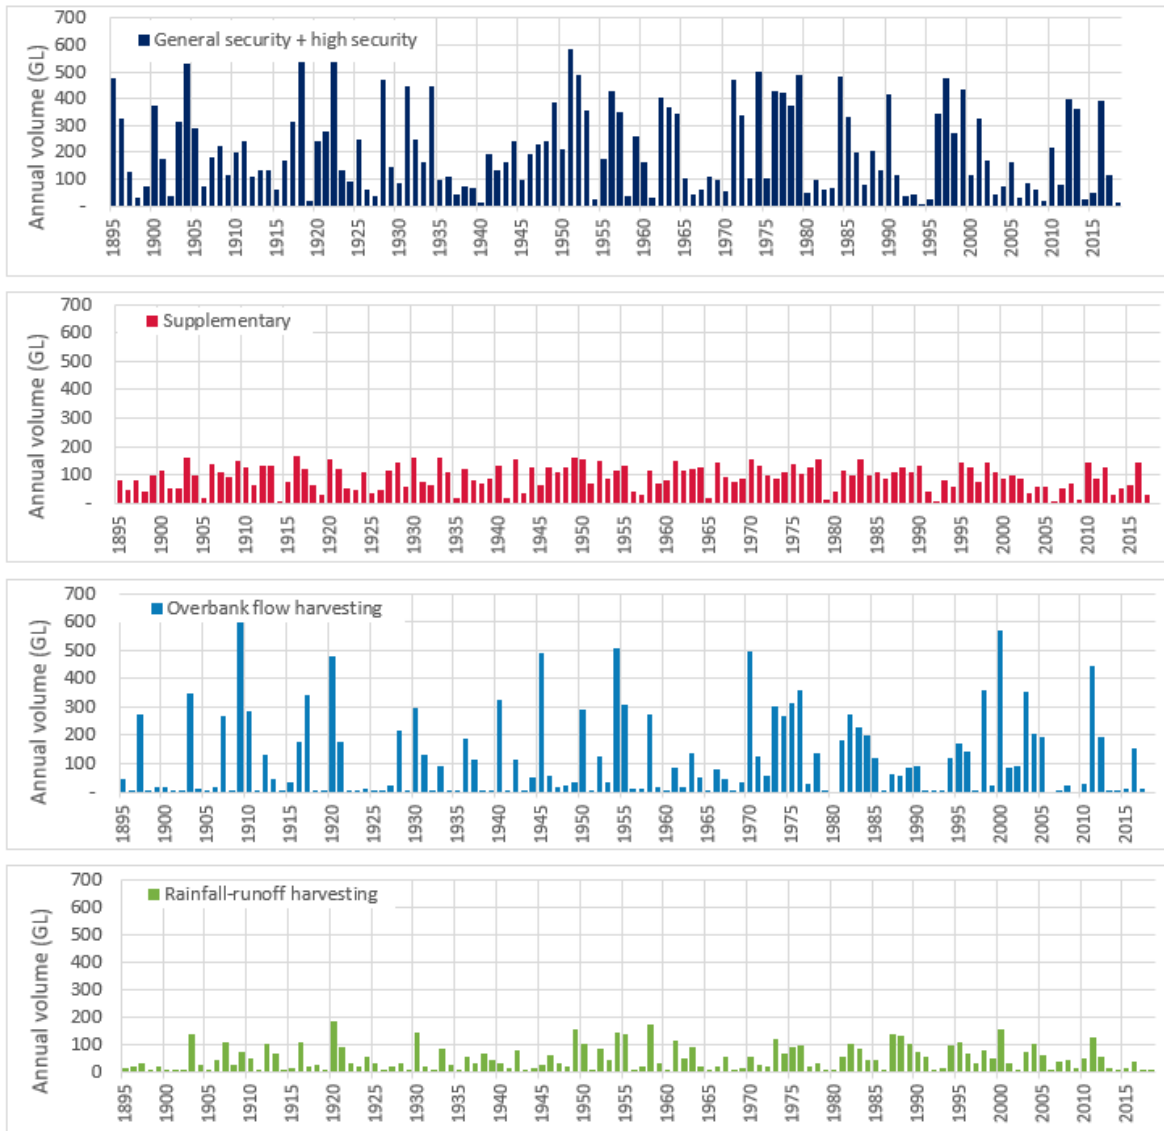 700
General security + high security
600
500
400
300
200
100
-
Annual volume (GL)
1895 1900 1905 1910 1915 1920 1925 1930 1935 1940 1945 1950 1955 1960 1965 1970 1975 1980 1985 1990 1995 2000 2005 2010 2015
700
Supplementary
600
500
400
300
200
100
-
Annual volume (GL)
1895 1900 1905 1910 1915 1920 1925 1930 1935 1940 1945 1950 1955 1960 1965 1970 1975 1980 1985 1990 1995 2000 2005 2010 2015
700
Overbank flow harvesting
600
500
400
300
200
100
-
Annual volume (GL)
1895 1900 1905 1910 1915 1920 1925 1930 1935 1940 1945 1950 1955 1960 1965 1970 1975 1980 1985 1990 1995 2000 2005 2010 2015
700
Rainfall-runoff harvesting
600
500
400
300
200
100
0
Annual volume (GL)
1895 1900 1905 1910 1915 1920 1925 1930 1935 1940 1945 1950 1955 1960 1965 1970 1975 1980 1985 1990 1995 2000 2005 2010 2015